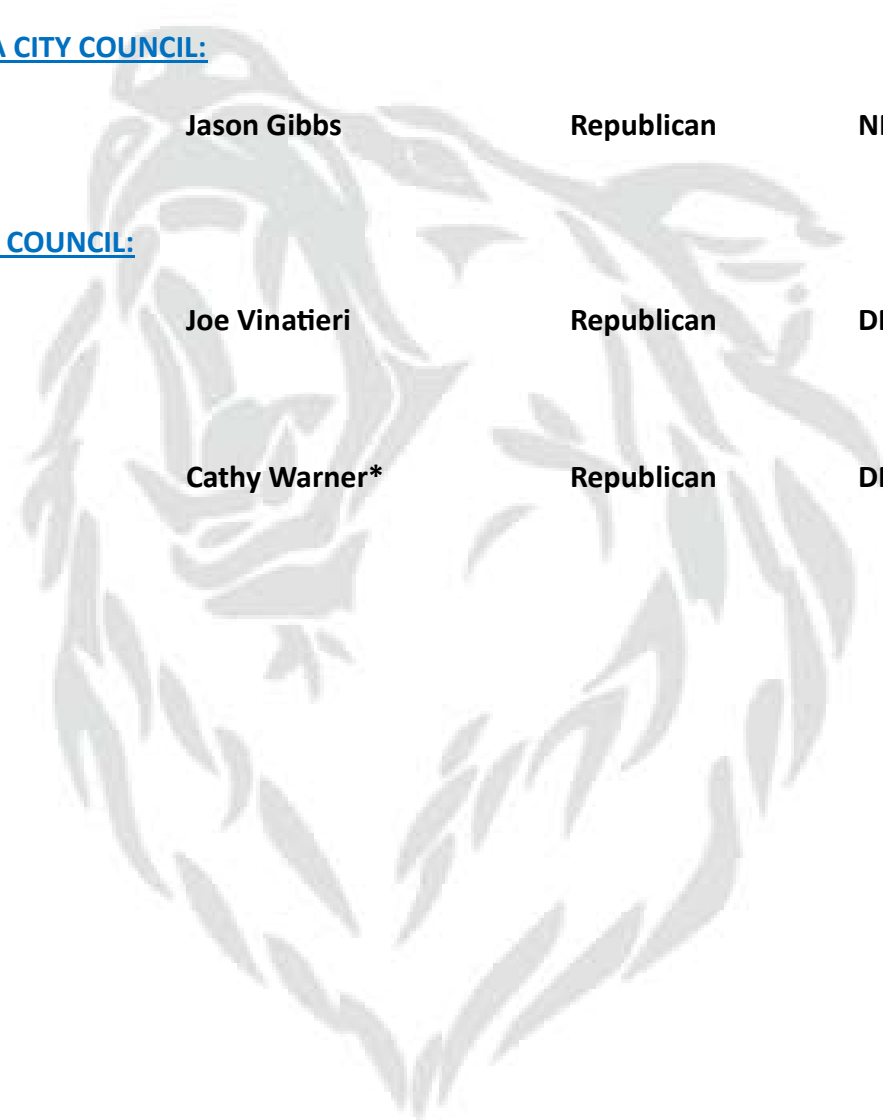 A CITY COUNCIL:
Jason Gibbs Republican
COUNCIL:
Joe Vinatieri Republican
Cathy Warner* Republican